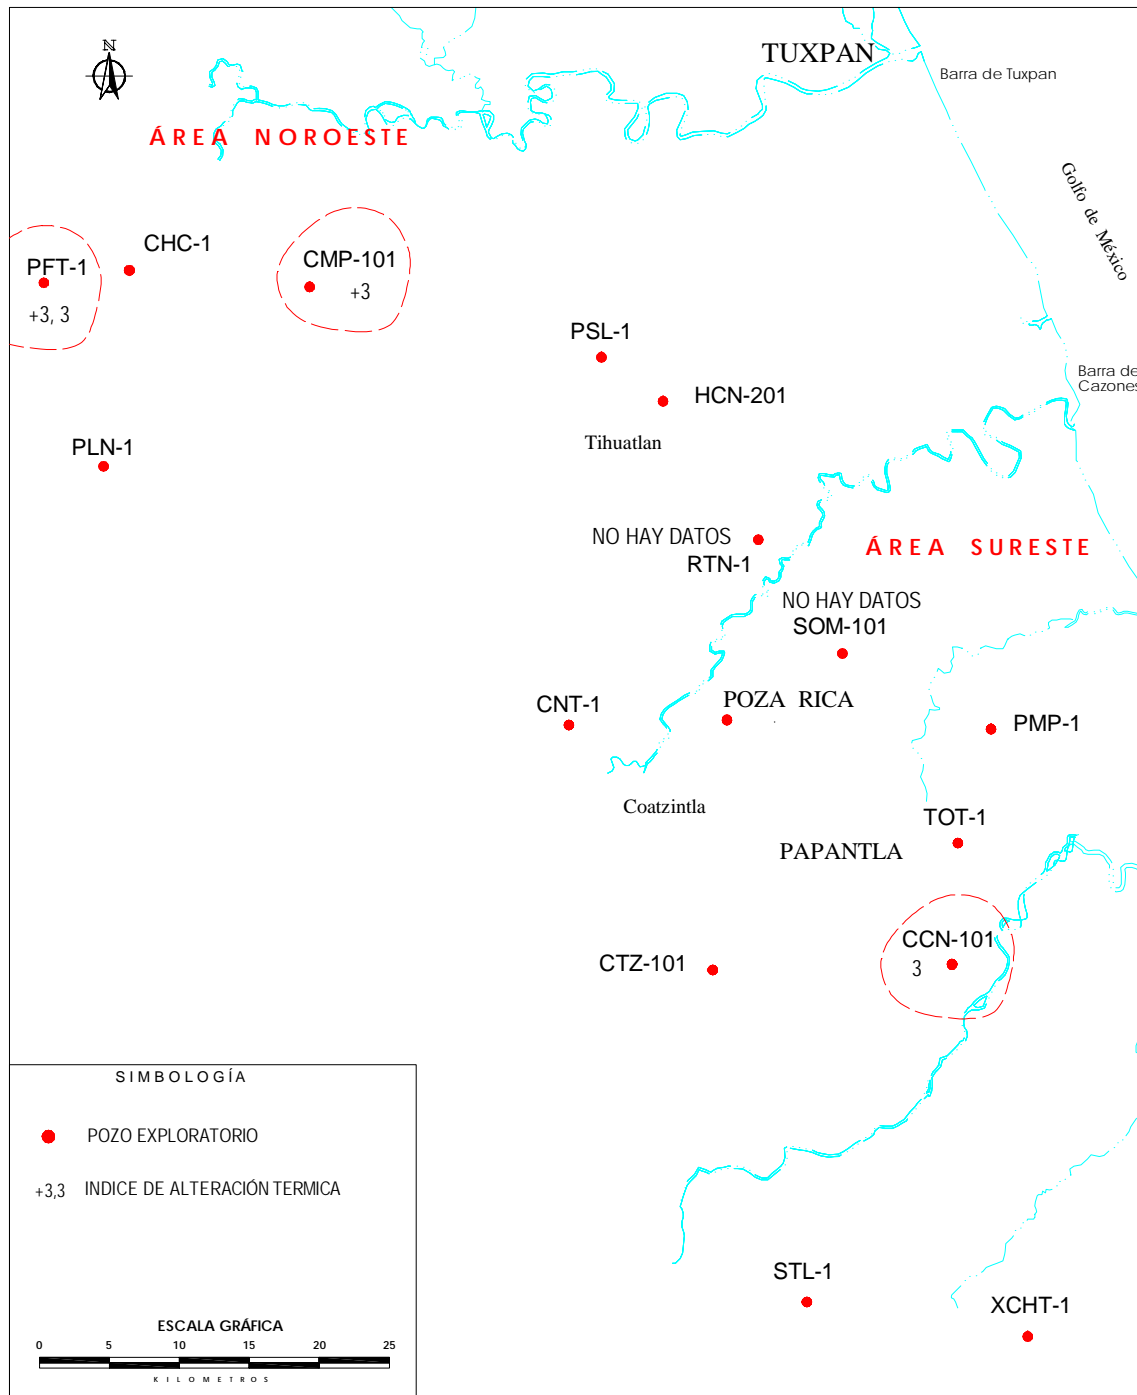 N
TUXPAN
Barra de Tuxpan
ÁREA NOROESTE
Golfo de México
CHC-1
PFT-1
+3, 3
CMP-101
+3
PSL-1
HCN-201
Barra de
Cazones
Tihuatlan
PLN-1
NO HAY DATOS
RTN-1
ÁREA SURESTE
NO HAY DATOS
SOM-101
CNT-1
POZA RICA
PMP-1
Coatzintla
TOT-1
PAPANTLA
CCN-101
3
CTZ-101
SIMBOLOGÍA
POZO EXPLORATORIO
+3,3 INDICE DE ALTERACIÓN TERMICA
STL-1
XCHT-1
ESCALA GRÁFICA
0 5 10 15 20 25
KILOMETROS